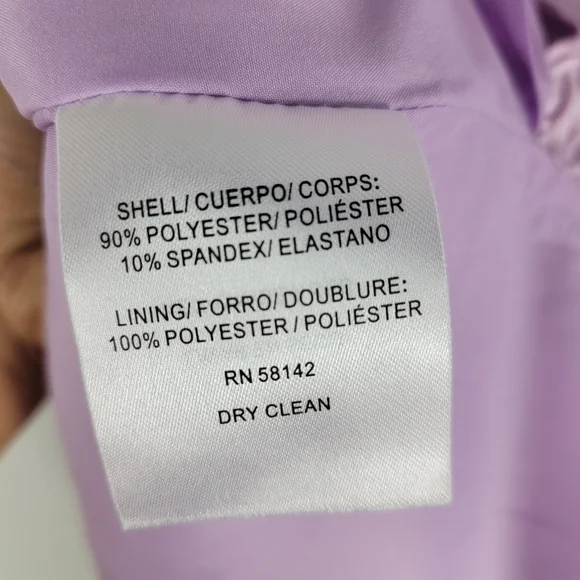 SHELL/ CUERPO/ CORPS:
90% POLYESTER/ POLIÉSTER
10% SPANDEX/ ELASTANO
LINING/ FORRO/ DOUBLURE:
100% POLYESTER / POLIÉSTER
RN 58142
DRY CLEAN